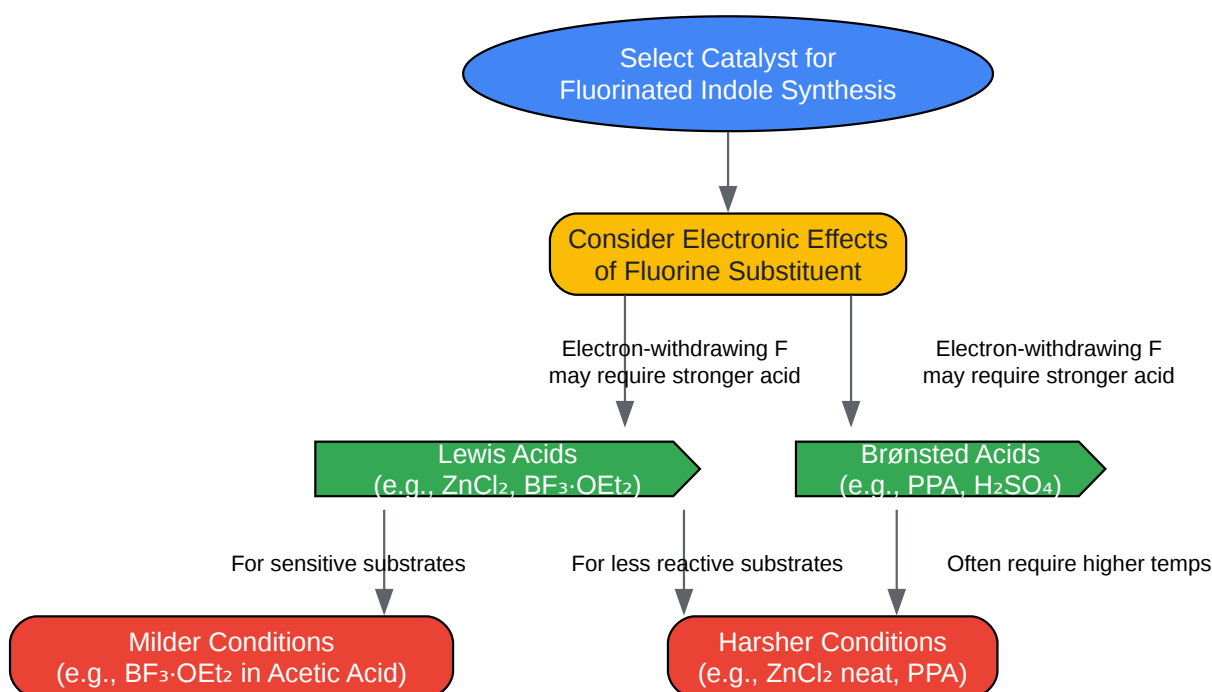 Select Catalyst for
Fluorinated Indole Synthesis
Consider Electronic Effects
of Fluorine Substituent
Electron-withdrawing F
may require stronger acid
Electron-withdrawing F
may require stronger acid
Lewis Acids
(e.g., ZnCl₂, BF₃·OEt₂)
Brønsted Acids
(e.g., PPA, H₂SO₄)
For sensitive substrates
For less reactive substrates
Often require higher temps
Milder Conditions
(e.g., BF₃·OEt₂ in Acetic Acid)
Harsher Conditions
(e.g., ZnCl₂ neat, PPA)